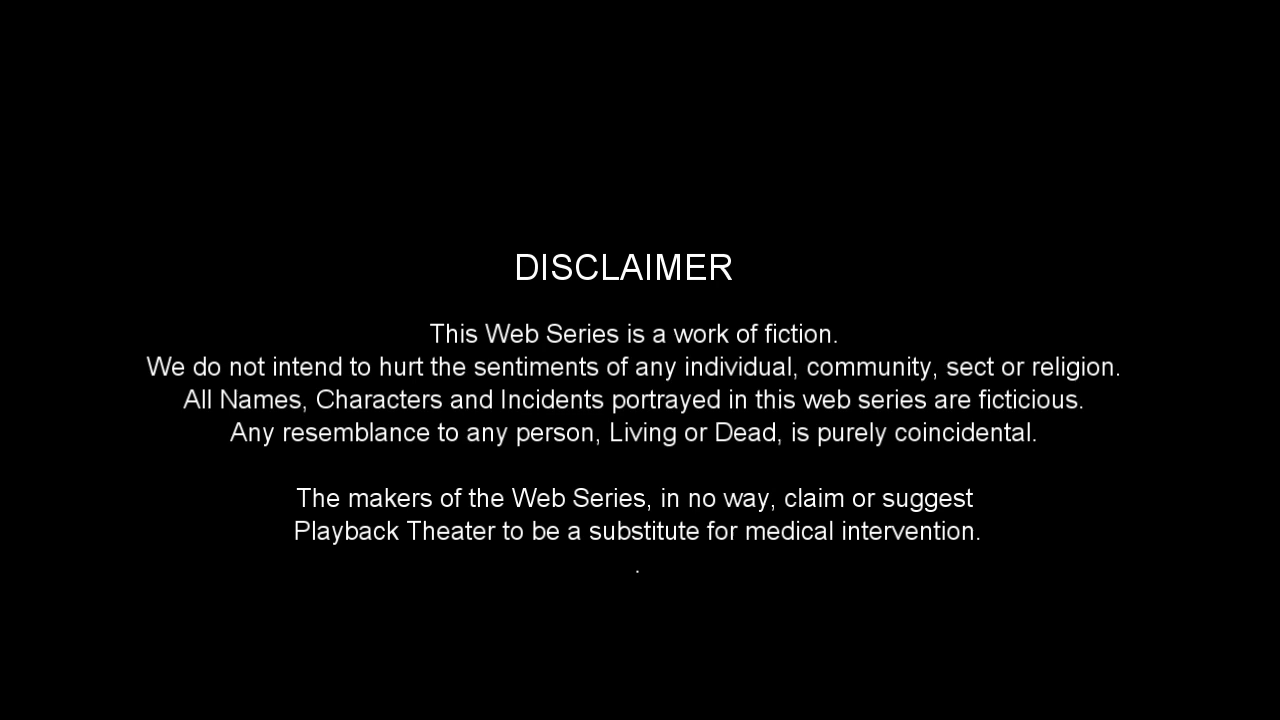 DISCLAIMER
This Web Series is a work of fiction.
We do not intend to hurt the sentiments of any individual, community, sect or religion.
All Names, Characters and Incidents portrayed in this web series are ficticious.
Any resemblance to any person, Living or Dead, is purely coincidental.
The makers of the Web Series, in no way, claim or suggest
Playback Theater to be a substitute for medical intervention.
.